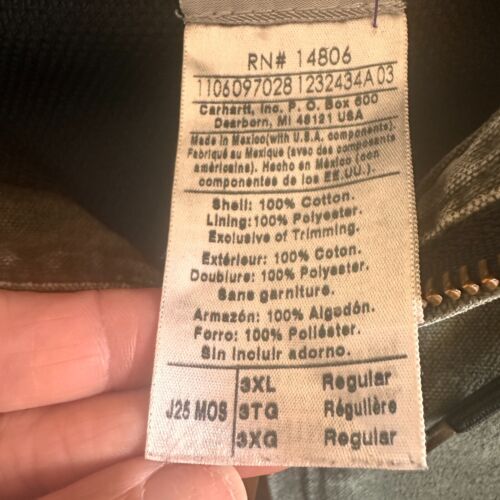 RN# 14806
1106097028 1232434A 03
Carhartt, Inc. P. O. Box 600
Dearborn, MI 48121 USA
Made in Mexico(with U.S.A. components).
Fabriqué au Mexique (avec des composants
américains). Hecho en México (con
componentes de los EE.UU.).
Shell: 100% Cotton.
Lining:100% Polyester.
Exclusive of Trimming.
Extérieur: 100% Coton.
Doublure: 100% Polyester.
Sans garniture.
Armazón: 100% Algodón.
Forro: 100% Poliéster.
Sin incluir adorno.
J25 MOS
3XL Regular
3TG Régulière
3XG Regular